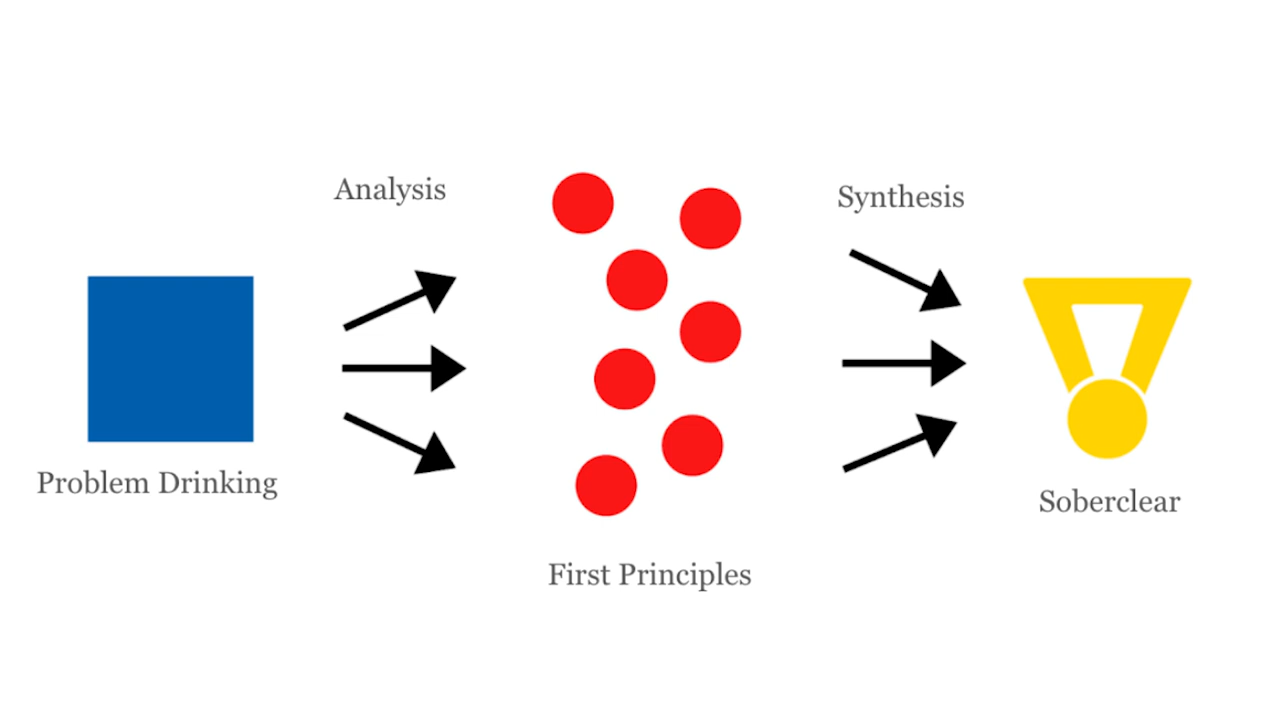 Analysis
Synthesis
Problem Drinking
Soberclear
First Principles